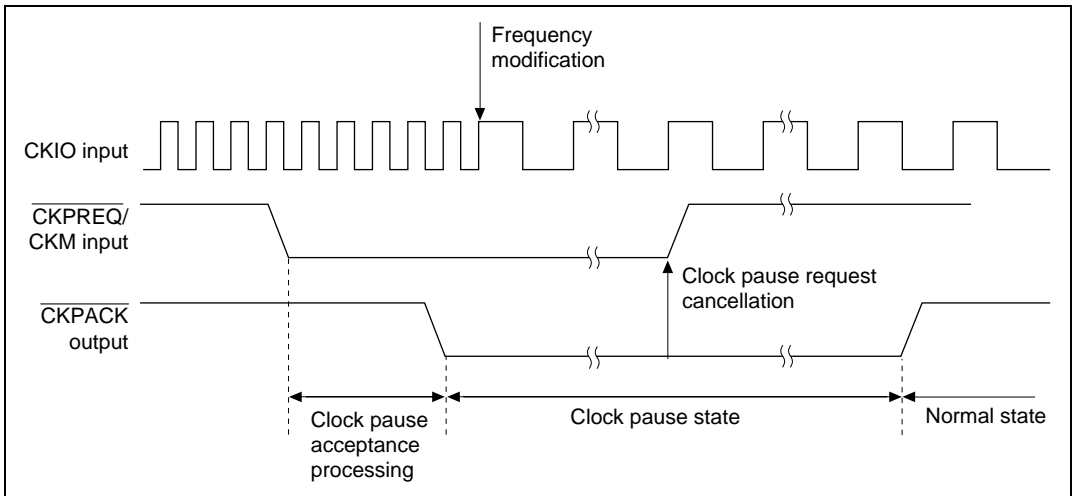 Frequency
modification
CKIO input
CKPREQ/
CKM input
Clock pause request
cancellation
CKPACK
output
Clock pause
acceptance
processing
Clock pause state
Normal state